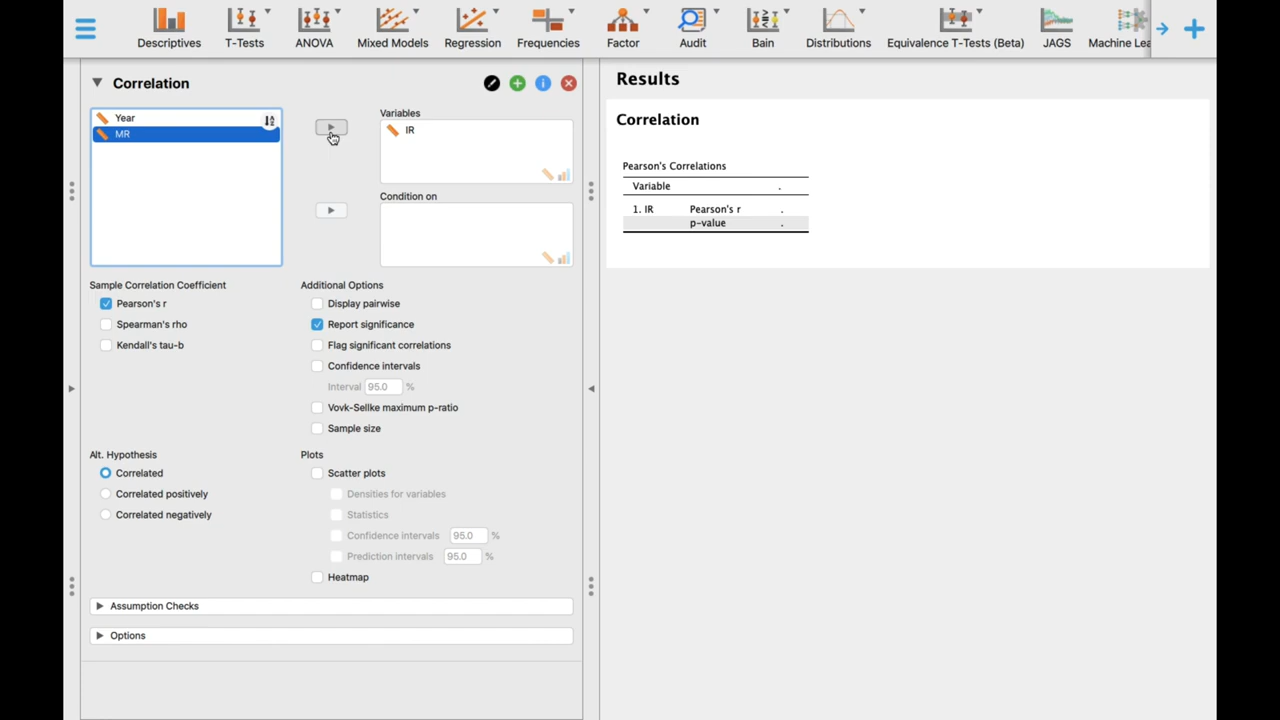 Descriptives
T-Tests
ANOVA
Mixed Models
Regression
Frequencies
Factor
Audit
Bain
Distributions
Equivalence T-Tests (Beta)
JAGS
Machine Lea
Correlation
Year
MR
Variables
IR
Condition on
Sample Correlation Coefficient
Pearson's r
Spearman's rho
Kendall's tau-b
Additional Options
Display pairwise
Report significance
Flag significant correlations
Confidence intervals
Interval 95.0 %
Vovk-Sellke maximum p-ratio
Sample size
Alt. Hypothesis
Correlated
Correlated positively
Correlated negatively
Plots
Scatter plots
Densities for variables
Statistics
Confidence intervals 95.0 %
Prediction intervals 95.0 %
Heatmap
Assumption Checks
Options
Results
Correlation
Pearson's Correlations
Variable .
1. IR Pearson's r .
p-value .